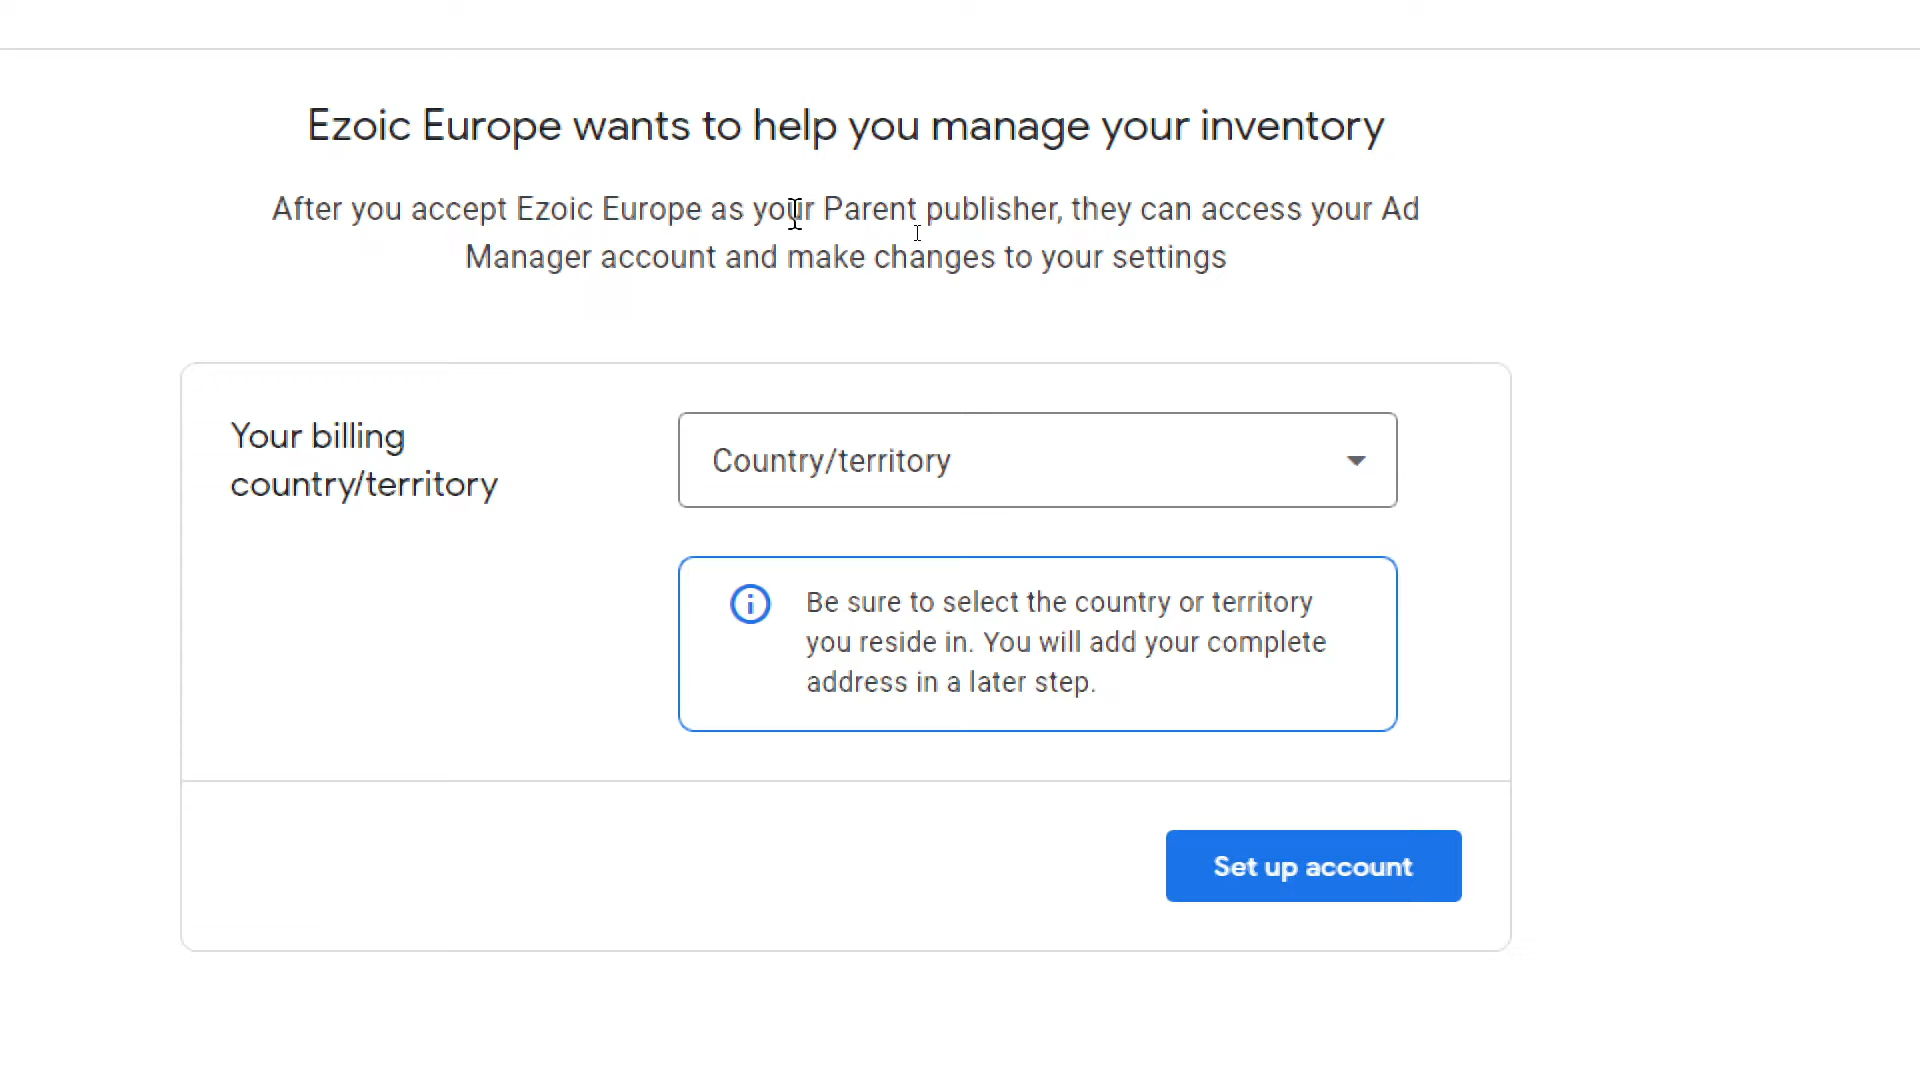 Ezoic Europe wants to help you manage your inventory
After you accept Ezoic Europe as your Parent publisher, they can access your Ad
Manager account and make changes to your settings
Your billing
country/territory
Country/territory
Be sure to select the country or territory
you reside in. You will add your complete
address in a later step.
Set up account